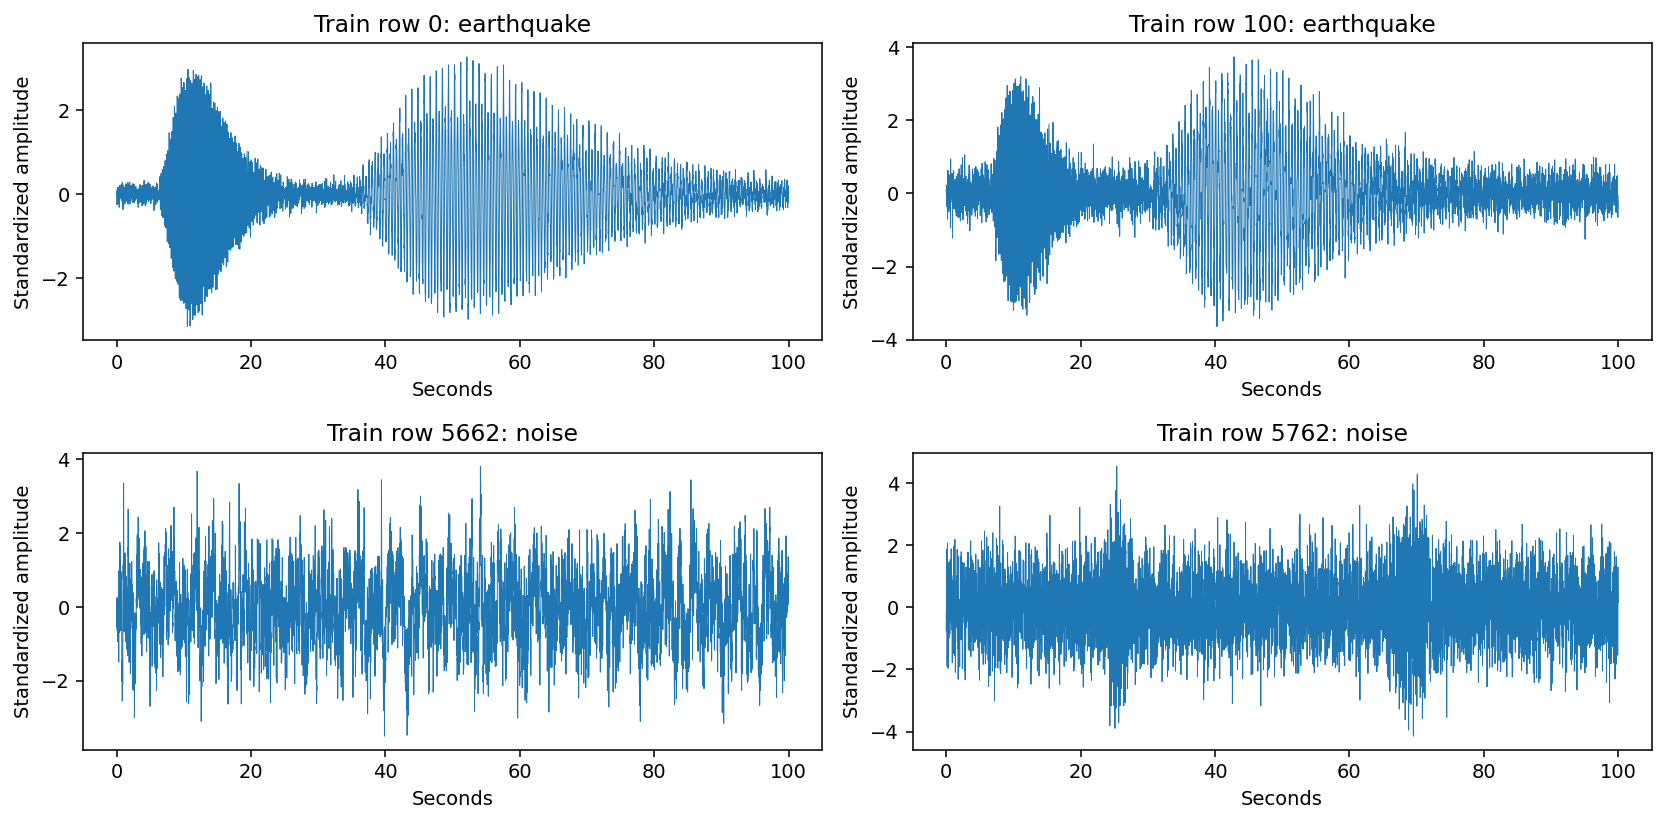 Train row 0: earthquake
Standardized amplitude
2
0
−2
0 20 40 60 80 100
Seconds
Train row 100: earthquake
Standardized amplitude
4
2
0
−2
−4
0 20 40 60 80 100
Seconds
Train row 5662: noise
Standardized amplitude
4
2
0
−2
0 20 40 60 80 100
Seconds
Train row 5762: noise
Standardized amplitude
4
2
0
−2
−4
0 20 40 60 80 100
Seconds